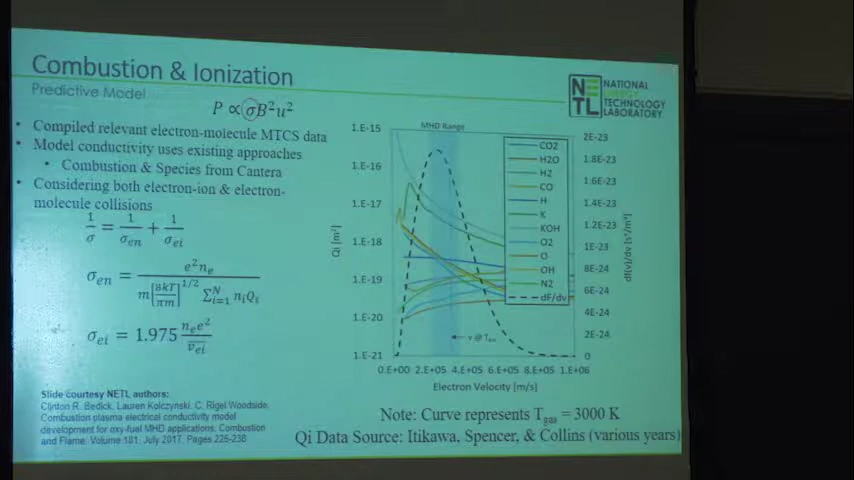 Combustion & Ionization
Predictive Model
P ∝ σB²u²
NETL
NATIONAL
ENERGY
TECHNOLOGY
LABORATORY
• Compiled relevant electron-molecule MTCS data
• Model conductivity uses existing approaches
• Combustion & Species from Cantera
• Considering both electron-ion & electron-
molecule collisions
1/σ = 1/σen + 1/σei
σen = e²ne / m[8kT/πm]^1/2 Σ_{i=1}^{N} niQi
σei = 1.975 nee²/νei
Slide courtesy NETL authors:
Clinton R. Bedick, Lauren Kolczynski, C. Rigel Woodside,
Combustion plasma electrical conductivity model
development for oxy-fuel MHD applications, Combustion
and Flame, Volume 181, July 2017, Pages 225-238
MHD Range
1.E-15
1.E-16
1.E-17
1.E-18
1.E-19
1.E-20
1.E-21
Qi [m²]
CO2
H2O
H2
CO
H
K
KOH
O2
O
OH
N2
dF/dv
v @ T
2E-23
1.8E-23
1.6E-23
1.4E-23
1.2E-23
1E-23
8E-24
6E-24
4E-24
2E-24
0
df(v)/dv [s⁴/m⁴]
0.E+00 2.E+05 4.E+05 6.E+05 8.E+05 1.E+06
Electron Velocity [m/s]
Note: Curve represents Tgas = 3000 K
Qi Data Source: Itikawa, Spencer, & Collins (various years)